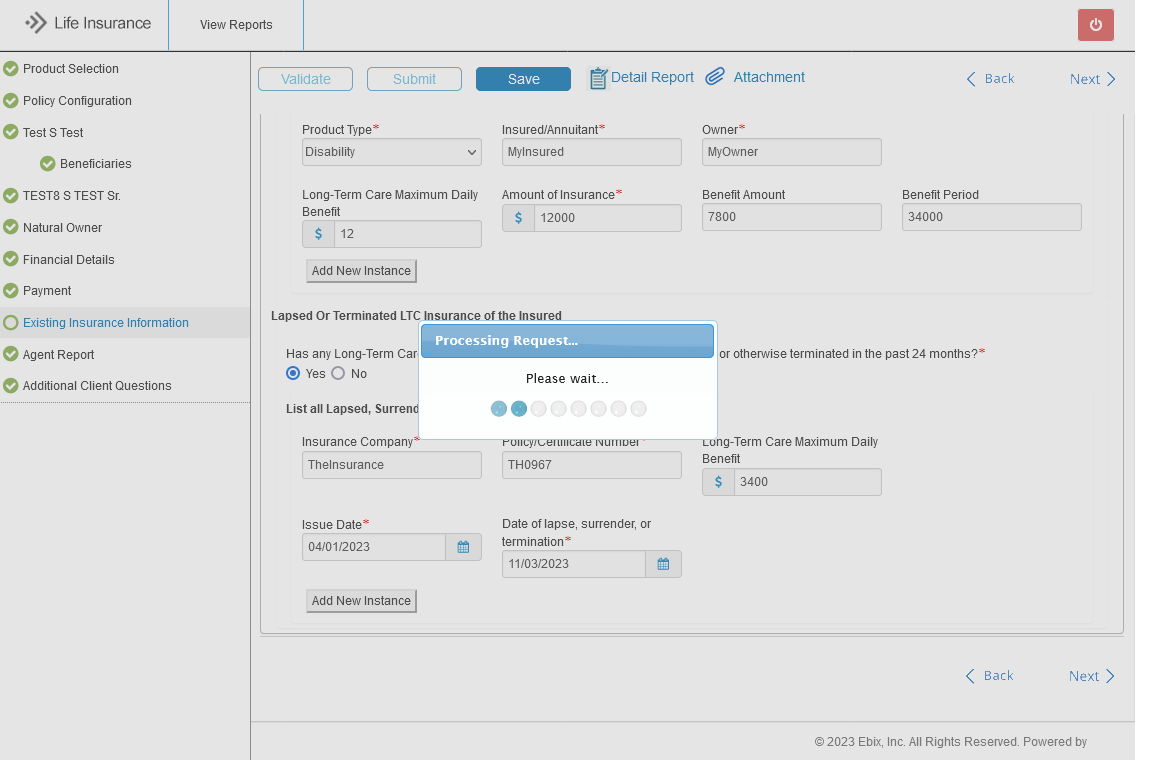 Life Insurance
View Reports
Product Selection
Policy Configuration
Test S Test
Beneficiaries
TEST8 S TEST Sr.
Natural Owner
Financial Details
Payment
Existing Insurance Information
Agent Report
Additional Client Questions
Validate
Submit
Save
Detail Report
Attachment
Back
Next
Product Type*
Insured/Annuitant*
Owner*
Disability
MyInsured
MyOwner
Long-Term Care Maximum Daily
Benefit
Amount of Insurance*
Benefit Amount
Benefit Period
$ 12
$ 12000
7800
34000
Add New Instance
Lapsed Or Terminated LTC Insurance of the Insured
Processing Request...
Please wait...
Has any Long-Term Car
or otherwise terminated in the past 24 months?*
Yes
No
List all Lapsed, Surrend
Insurance Company*
Policy/Certificate Number*
Long-Term Care Maximum Daily
Benefit
TheInsurance
TH0967
$ 3400
Issue Date*
Date of lapse, surrender, or
termination*
04/01/2023
11/03/2023
Add New Instance
Back
Next
© 2023 Ebix, Inc. All Rights Reserved. Powered by